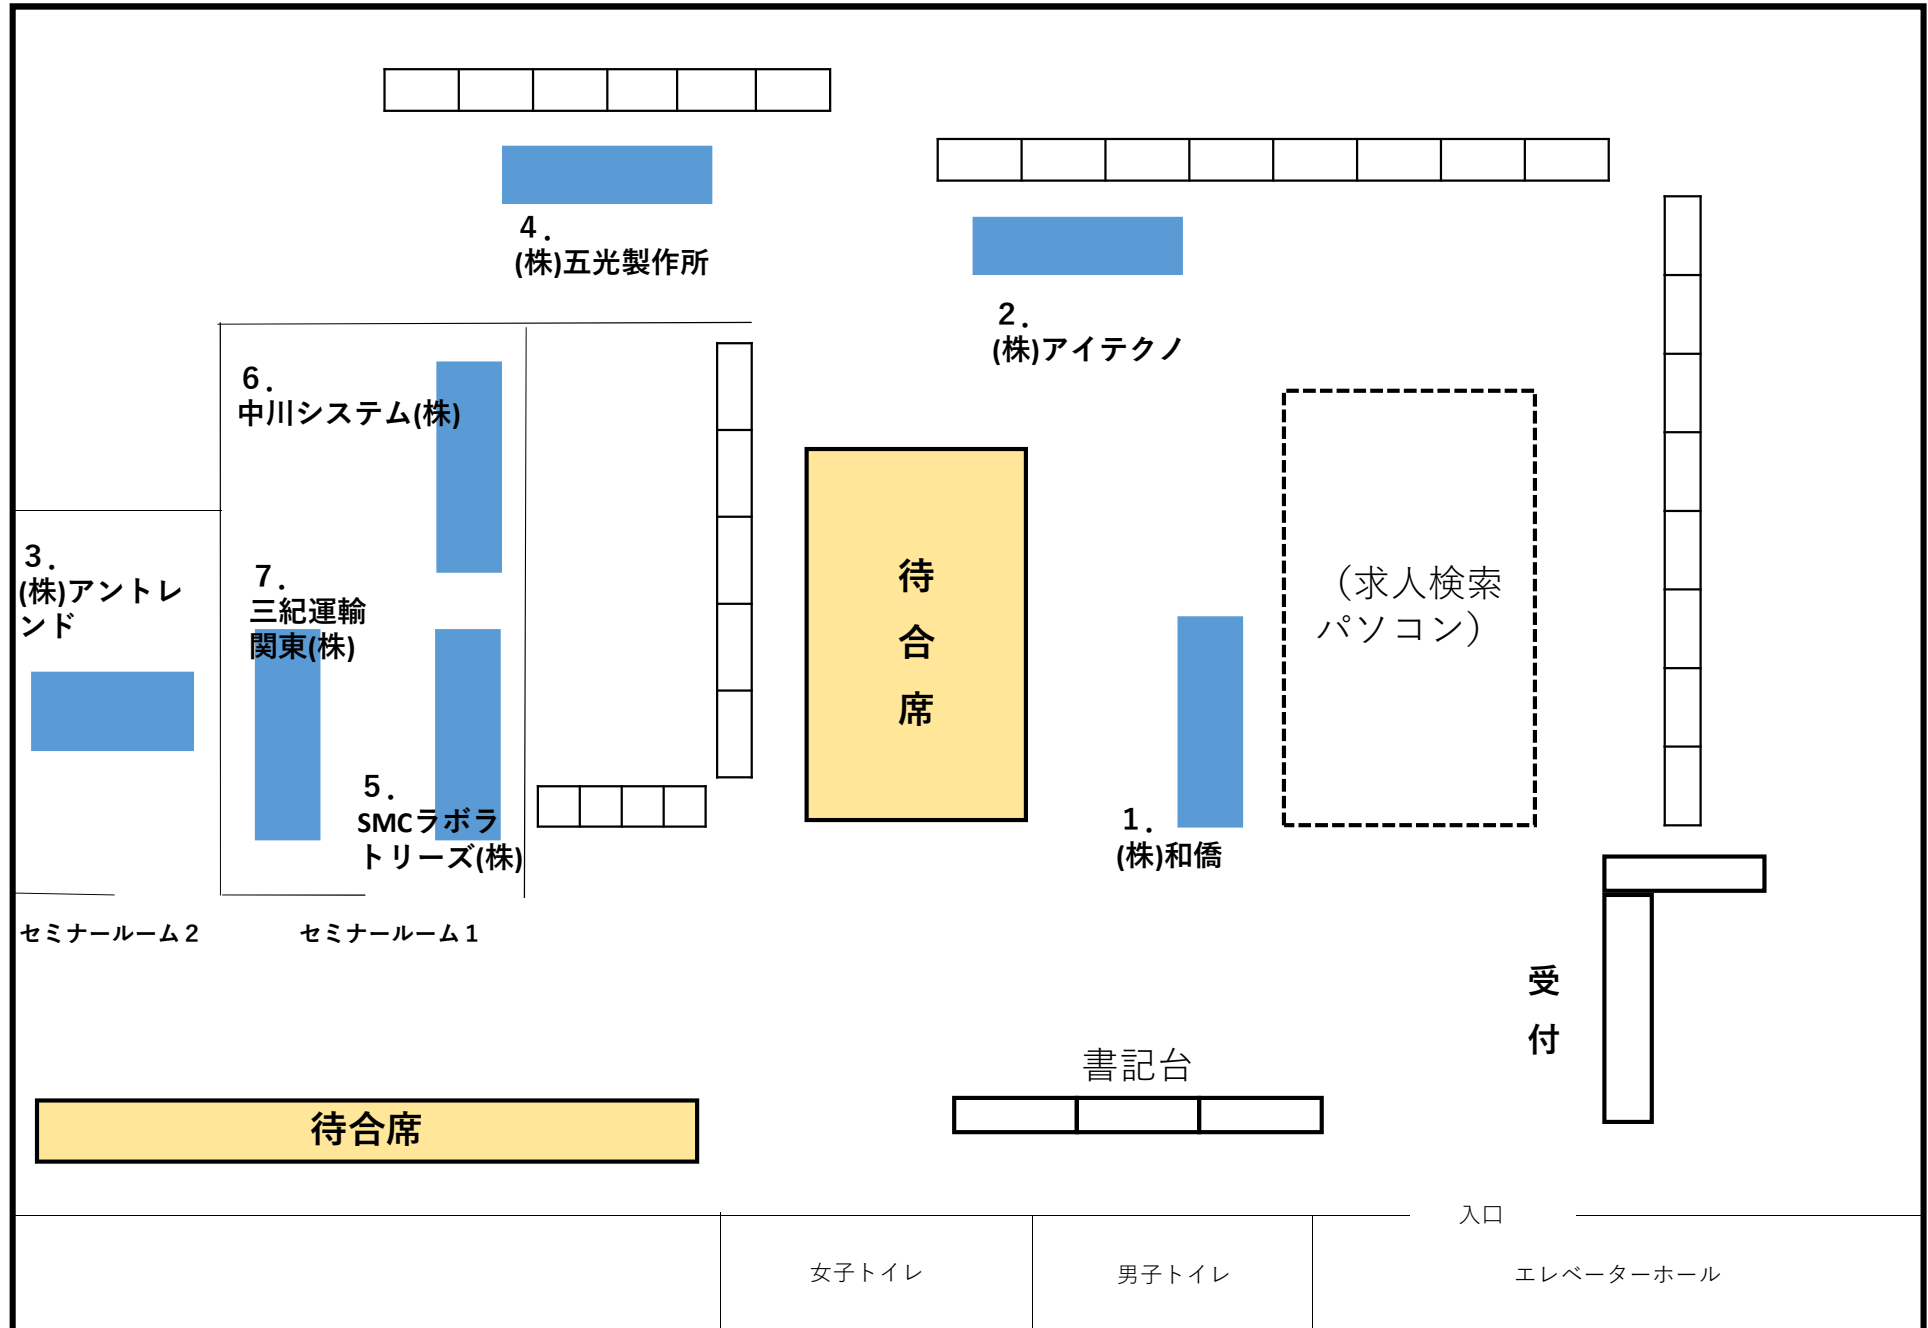 4．
(株)五光製作所
2．
(株)アイテクノ
6．
中川システム(株)
3．
(株)アントレ
ンド
7．
三紀運輸
関東(株)
待
合
席
（求人検索
パソコン）
5．
SMCラボラ
トリーズ(株)
1．
(株)和僑
セミナールーム２
セミナールーム１
受
付
書記台
待合席
入口
女子トイレ
男子トイレ
エレベーターホール